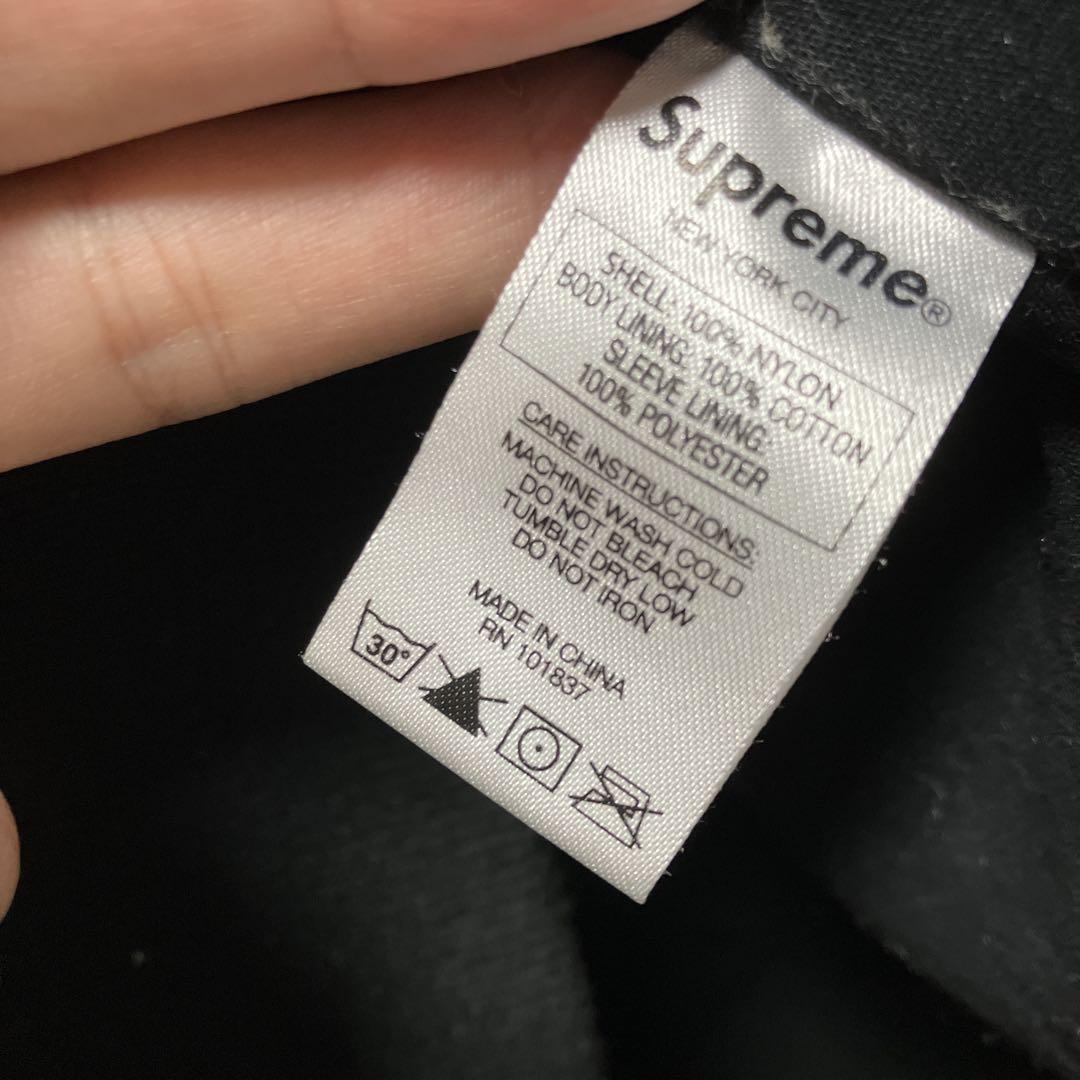 Supreme®
NEW YORK CITY
SHELL: 100% NYLON
BODY LINING: 100% COTTON
SLEEVE LINING:
100% POLYESTER
CARE INSTRUCTIONS:
MACHINE WASH COLD
DO NOT BLEACH
TUMBLE DRY LOW
DO NOT IRON
MADE IN CHINA
RN 101837
30°